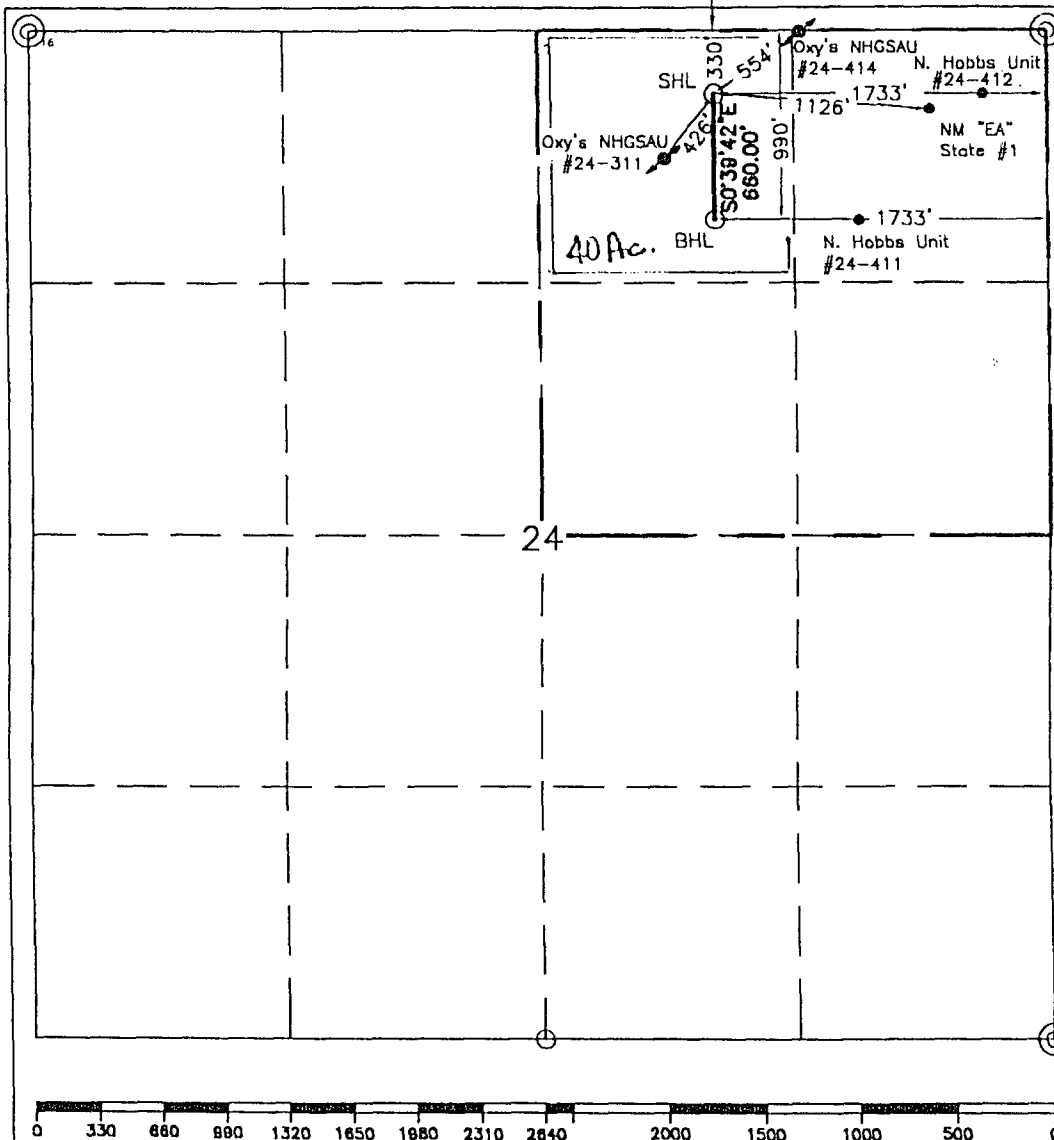 16
Oxy's NHGSAU
#24-414
N. Hobbs Unit
#24-412
SHL
330
554'
1733'
1126'
NM "EA"
State #1
Oxy's NHGSAU
#24-311
426'
S0°39'42"E
660.00'
990'
1733'
40 Ac.
BHL
N. Hobbs Unit
#24-411
24
0 330 660 990 1320 1650 1980 2310 2640 2000 1500 1000 500 0